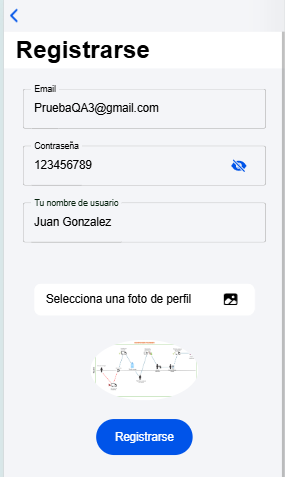 Registrarse
Email
PruebaQA3@gmail.com
Contraseña
123456789
Tu nombre de usuario
Juan Gonzalez
Selecciona una foto de perfil
Registrarse